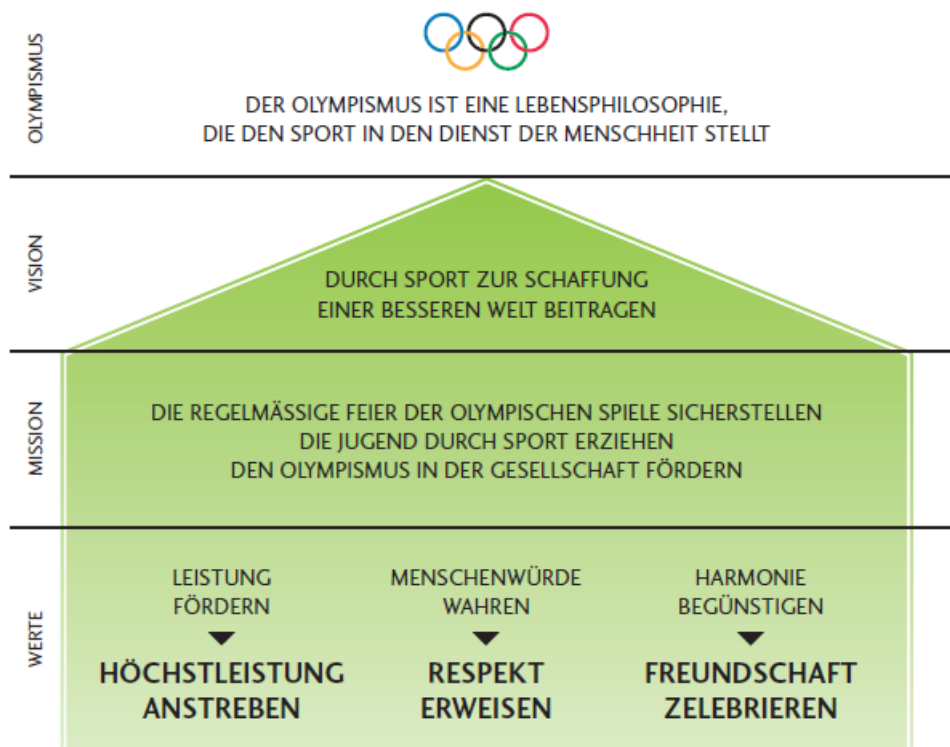 OLYMPISMUS
DER OLYMPISMUS IST EINE LEBENSPHILOSOPHIE,
DIE DEN SPORT IN DEN DIENST DER MENSCHHEIT STELLT
VISION
DURCH SPORT ZUR SCHAFFUNG
EINER BESSEREN WELT BEITRAGEN
MISSION
DIE REGELMÄSSIGE FEIER DER OLYMPISCHEN SPIELE SICHERSTELLEN
DIE JUGEND DURCH SPORT ERZIEHEN
DEN OLYMPISMUS IN DER GESELLSCHAFT FÖRDERN
WERTE
LEISTUNG
FÖRDERN
HÖCHSTLEISTUNG
ANSTREBEN
MENSCHENWÜRDE
WAHREN
RESPEKT
ERWEISEN
HARMONIE
BEGÜNSTIGEN
FREUNDSCHAFT
ZELEBRIEREN